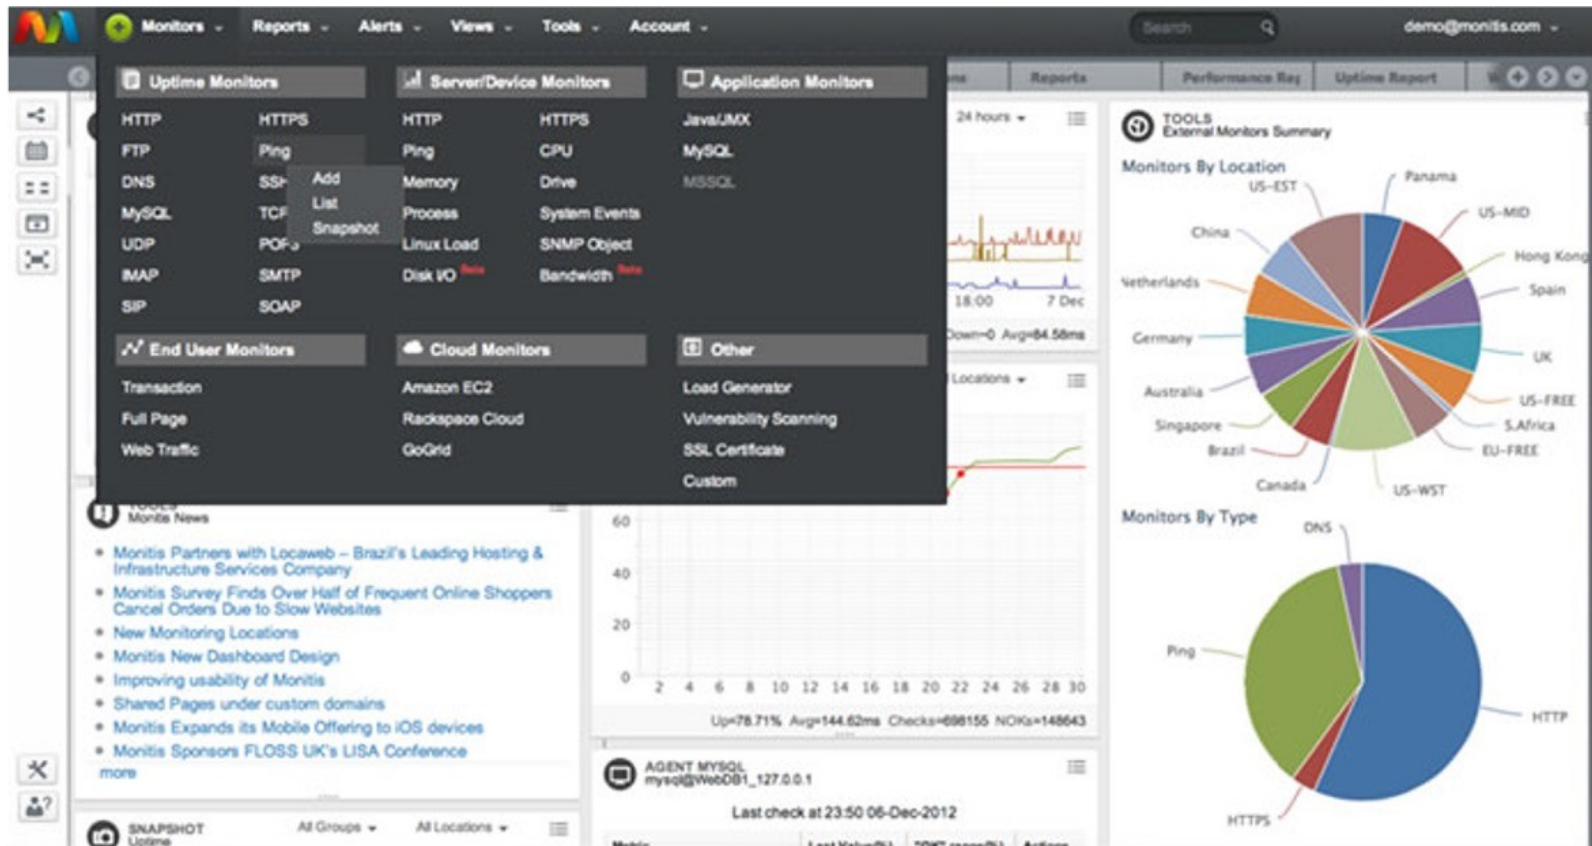 Monitors Reports Alerts Views Tools Account Search demo@monitis.com
Reports Performance Rep Uptime Report
Uptime Monitors
HTTP HTTPS
FTP Ping
DNS
MySQL
UDP
IMAP SMTP
SIP SOAP
Add
List
Snapshot
Server/Device Monitors
HTTP HTTPS
Ping CPU
Memory Drive
Process System Events
Linux Load SNMP Object
Disk I/O Beta Bandwidth Beta
Application Monitors
Java/JMX
MySQL
MSSQL
End User Monitors
Transaction
Full Page
Web Traffic
Cloud Monitors
Amazon EC2
Rackspace Cloud
GoGrid
Other
Load Generator
Vulnerability Scanning
SSL Certificate
Custom
TOOLS
Monitis News
Monitis Partners with Locaweb – Brazil's Leading Hosting &
Infrastructure Services Company
Monitis Survey Finds Over Half of Frequent Online Shoppers
Cancel Orders Due to Slow Websites
New Monitoring Locations
Monitis New Dashboard Design
Improving usability of Monitis
Shared Pages under custom domains
Monitis Expands its Mobile Offering to iOS devices
Monitis Sponsors FLOSS UK's LISA Conference
more
SNAPSHOT All Groups All Locations
Uptime
24 hours
18:00 7 Dec
Down=0 Avg=84.58ms
Locations
60
40
20
0
2 4 6 8 10 12 14 16 18 20 22 24 26 28 30
Up=78.71% Avg=144.62ms Checks=698155 NOKs=148643
AGENT MYSQL
mysql@WebDB1_127.0.0.1
Last check at 23:50 06-Dec-2012
Metric Actions
TOOLS
External Monitors Summary
Monitors By Location
US-EST Panama
China US-MID
Hong Kong
Netherlands Spain
Germany UK
Australia US-FREE
Singapore S.Africa
Brazil EU-FREE
Canada US-WST
Monitors By Type
DNS
Ping
HTTP
HTTPS